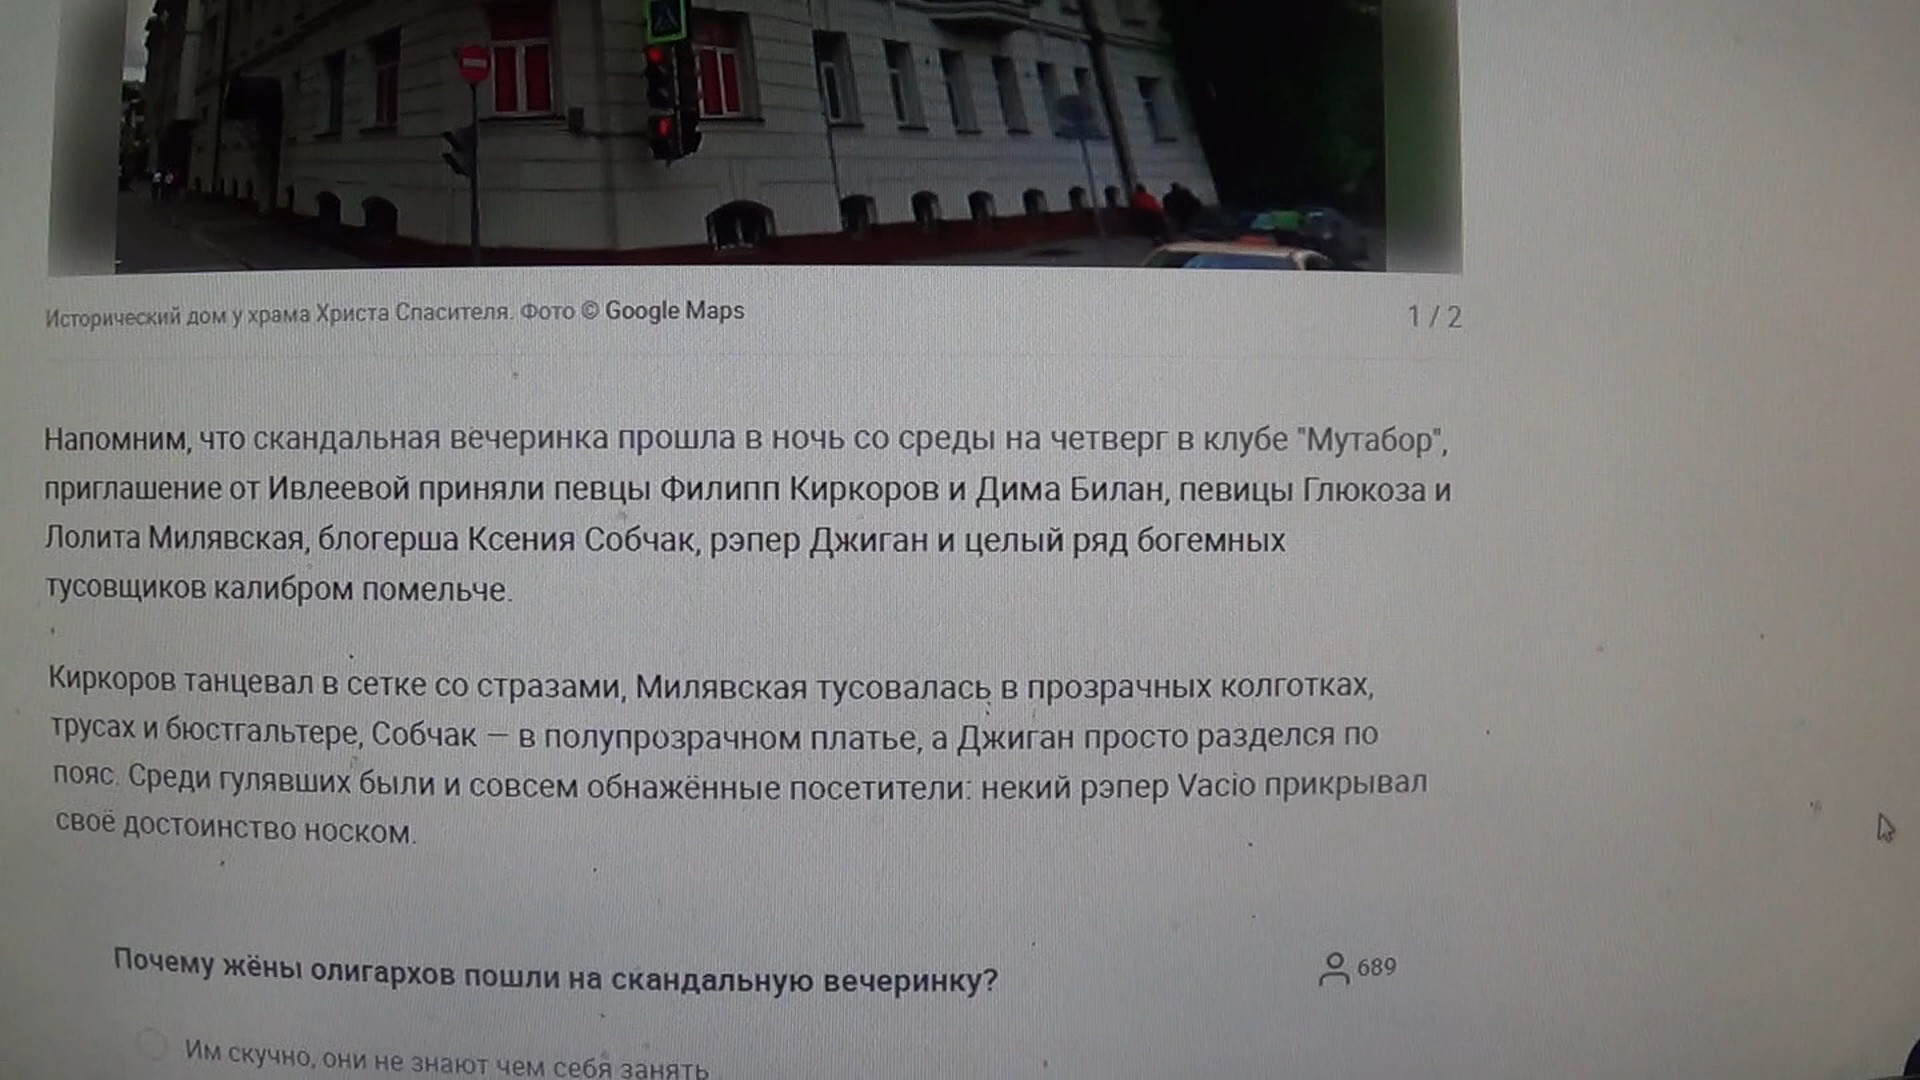 Исторический дом у храма Христа Спасителя. Фото © Google Maps
1 / 2
Напомним, что скандальная вечеринка прошла в ночь со среды на четверг в клубе "Мутабор",
приглашение от Ивлеевой приняли певцы Филипп Киркоров и Дима Билан, певицы Глюкоза и
Лолита Милявская, блогерша Ксения Собчак, рэпер Джиган и целый ряд богемных
тусовщиков калибром помельче.
Киркоров танцевал в сетке со стразами, Милявская тусовалась в прозрачных колготках,
трусах и бюстгальтере, Собчак — в полупрозрачном платье, а Джиган просто разделся по
пояс. Среди гулявших были и совсем обнажённые посетители: некий рэпер Vacio прикрывал
своё достоинство носком.
Почему жёны олигархов пошли на скандальную вечеринку?
689
Им скучно, они не знают чем себя занять